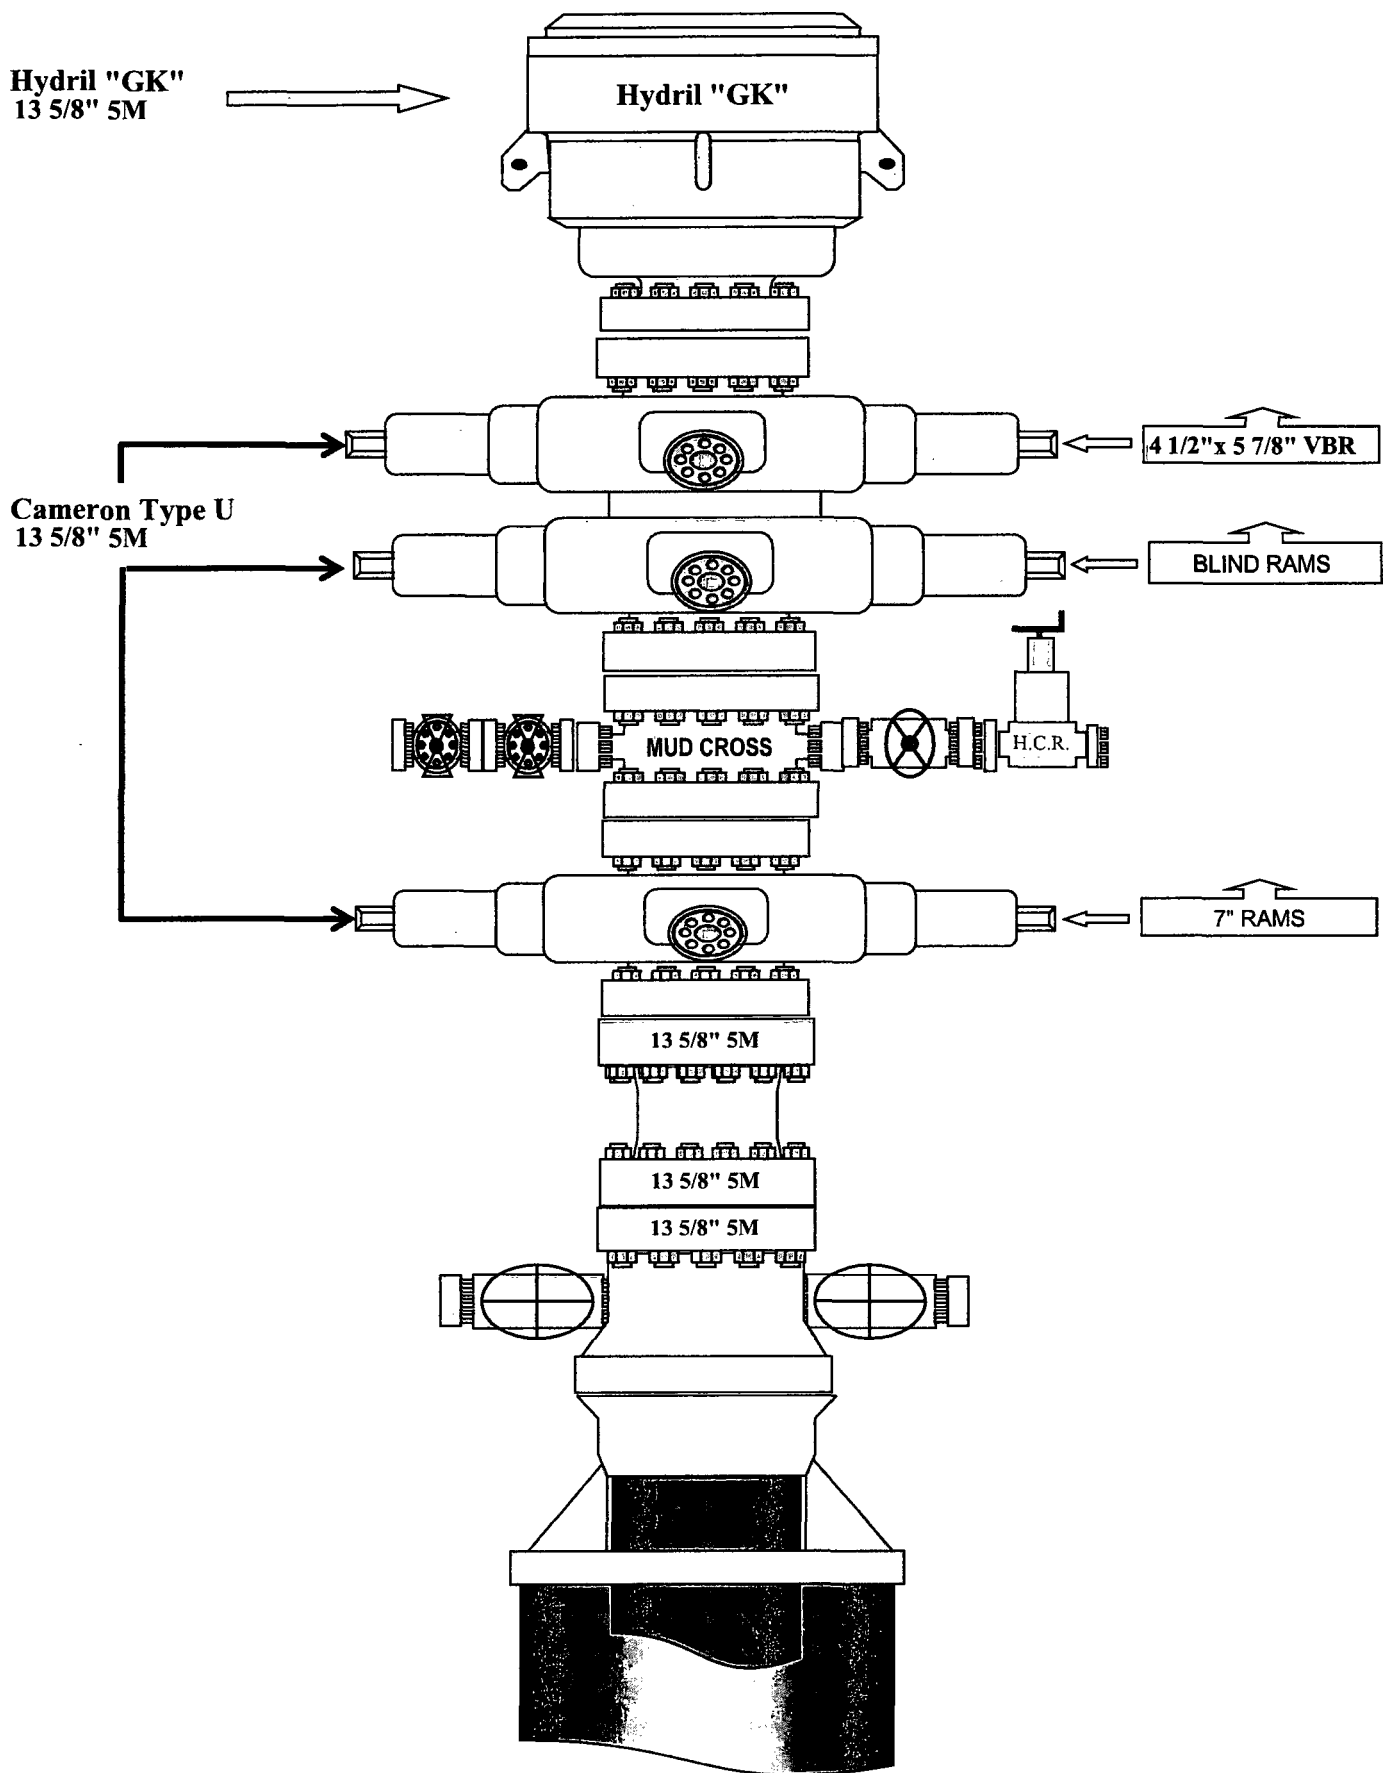 Hydril "GK"
13 5/8" 5M
Hydril "GK"
4 1/2"x 5 7/8" VBR
Cameron Type U
13 5/8" 5M
BLIND RAMS
MUD CROSS
H.C.R.
7" RAMS
13 5/8" 5M
13 5/8" 5M
13 5/8" 5M